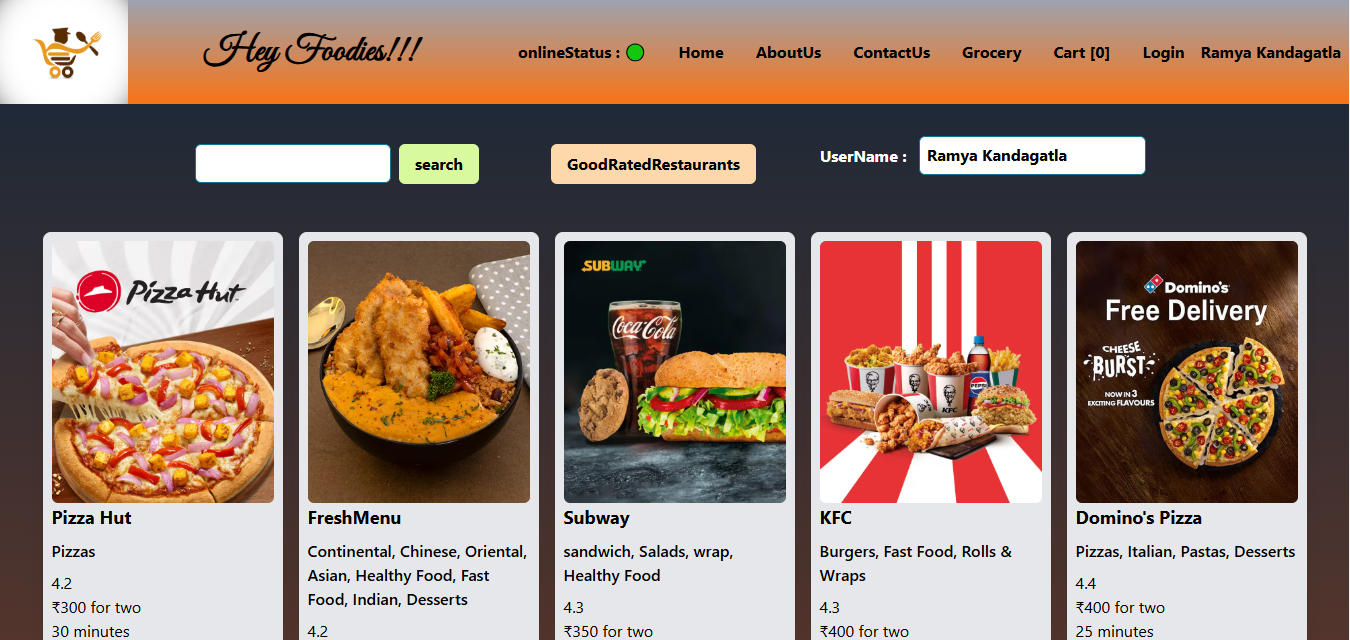 Hey Foodies!!!
onlineStatus :
Home
AboutUs
ContactUs
Grocery
Cart [0]
Login
Ramya Kandagatla
search
GoodRatedRestaurants
UserName :
Ramya Kandagatla
Pizza Hut
Pizza Hut
Pizzas
4.2
₹300 for two
30 minutes
FreshMenu
Continental, Chinese, Oriental,
Asian, Healthy Food, Fast
Food, Indian, Desserts
4.2
SUBWAY
Coca-Cola
Subway
sandwich, Salads, wrap,
Healthy Food
4.3
₹350 for two
PEPSI
KFC
KFC
Burgers, Fast Food, Rolls &
Wraps
4.3
₹400 for two
Domino's
Free Delivery
CHEESE
BURST
NOW IN 3
EXCITING FLAVOURS
Domino's Pizza
Pizzas, Italian, Pastas, Desserts
4.4
₹400 for two
25 minutes